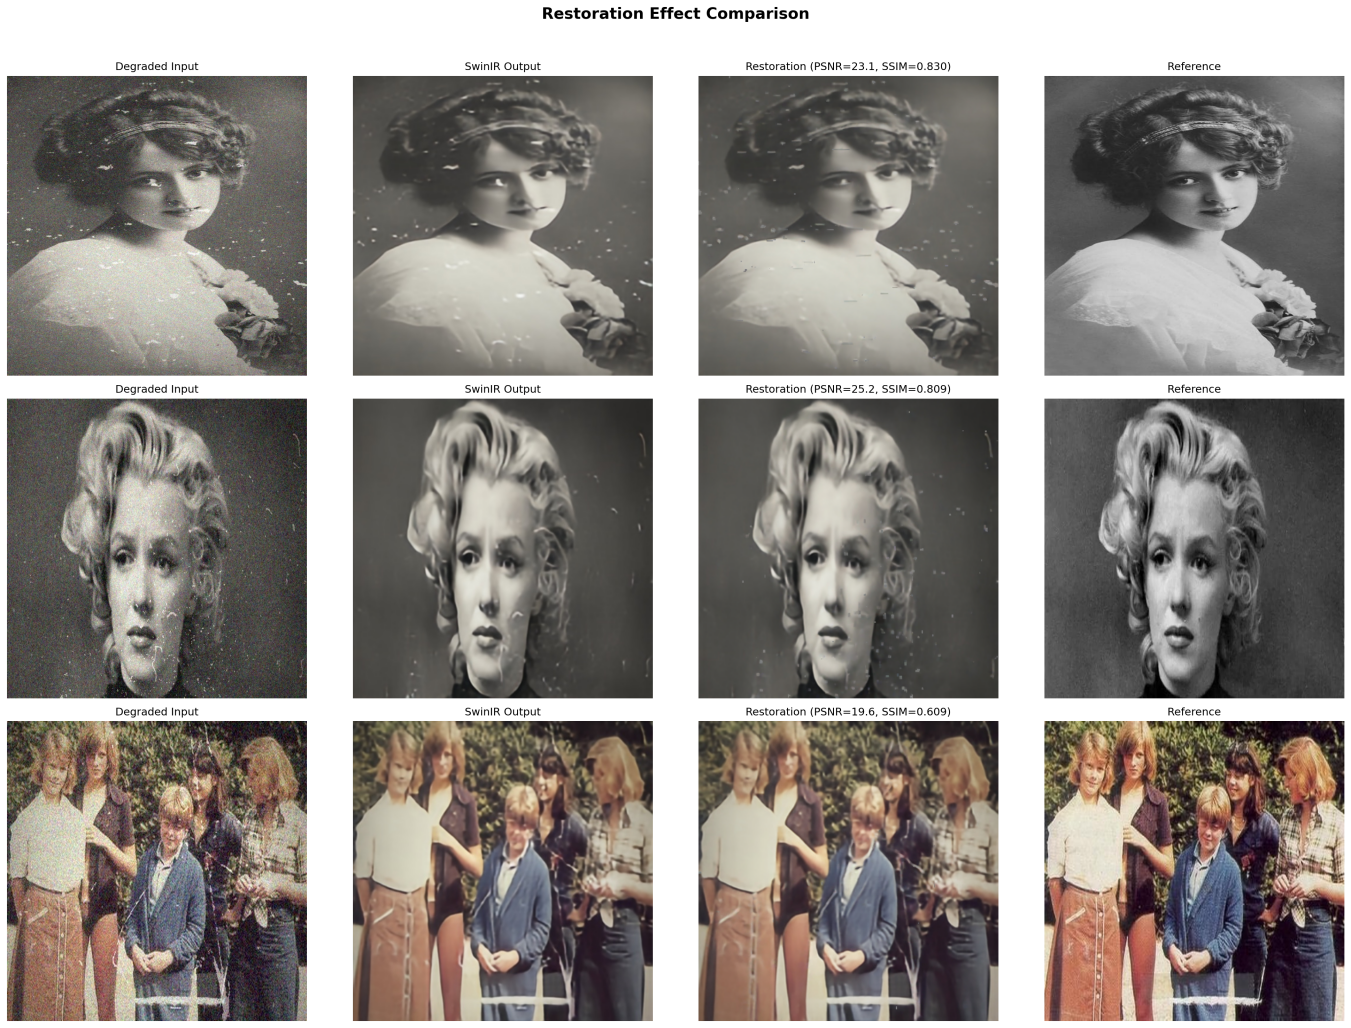 Restoration Effect Comparison
Degraded Input
SwinIR Output
Restoration (PSNR=23.1, SSIM=0.830)
Reference
Degraded Input
SwinIR Output
Restoration (PSNR=25.2, SSIM=0.809)
Reference
Degraded Input
SwinIR Output
Restoration (PSNR=19.6, SSIM=0.609)
Reference